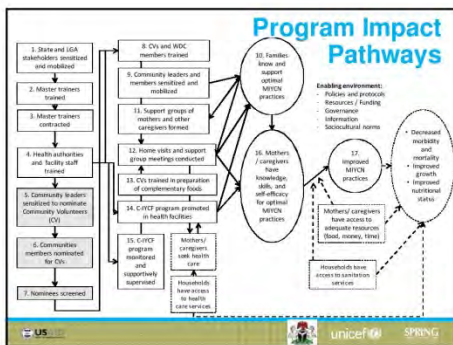 Program Impact
Pathways
1. State and LGA
stakeholders sensitized
and mobilized
2. Master trainers
trained
3. Master trainers
contracted
4. Health authorities
and facility staff trained
5. Community leaders
sensitized to nominate
Community Volunteers
(CV)
6. Communities
members nominated
for CVs
7. Nominees screened
8. CVs and WDC
members trained
9. Community leaders and
members sensitized and
mobilized
11. Support groups of
mothers and other
caregivers formed
12. Home visits and support
group meetings conducted
13. CVs trained in preparation
of complementary foods
14. C-IYCF program promoted
in health facilities
15. C-IYCF
program
monitored
and
supportively
supervised
Mothers/
caregivers
seek health
care
Households
have access
to health
care services
10. Families
know and
support
optimal
MIYCN
practices
16. Mothers /
caregivers
have
knowledge,
skills, and
self-efficacy
for optimal
MIYCN
practices
Enabling environment:
- Policies and protocols
- Resources / Funding
- Governance
- Information
- Sociocultural norms
17.
Improved
MIYCN
practices
Mothers/ caregivers
have access to
adequate resources
(food, money, time)
Households have
access to sanitation
services
• Decreased
morbidity
and
mortality
• Improved
growth
• Improved
nutritional
status
USAID
unicef
SPRING